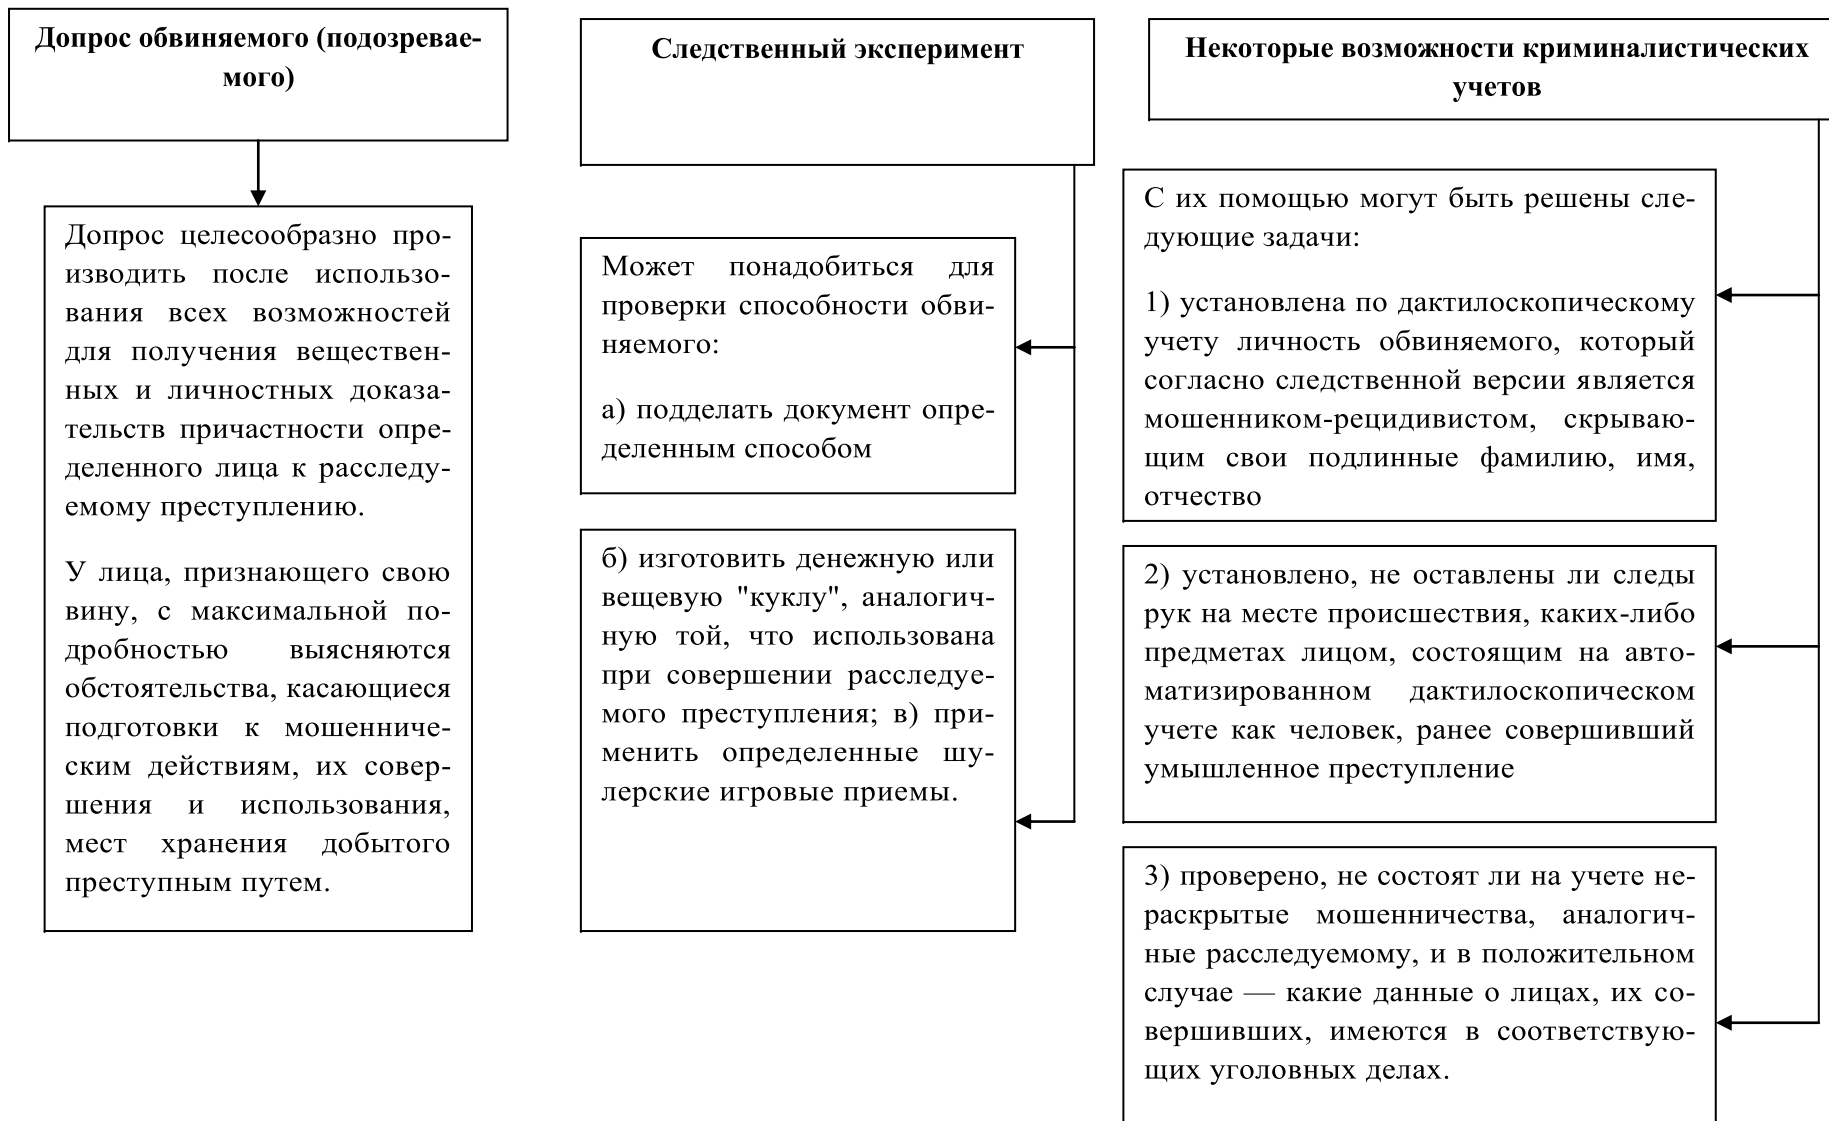 Допрос обвиняемого (подозревае-
мого)
Допрос целесообразно про-
изводить после использо-
вания всех возможностей
для получения веществен-
ных и личностных доказа-
тельств причастности опре-
деленного лица к расследу-
емому преступлению.
У лица, признающего свою
вину, с максимальной по-
дробностью выясняются
обстоятельства, касающиеся
подготовки к мошенниче-
ским действиям, их совер-
шения и использования,
мест хранения добытого
преступным путем.
Следственный эксперимент
Может понадобиться для
проверки способности обви-
няемого:
а) подделать документ опре-
деленным способом
б) изготовить денежную или
вещевую "куклу", аналогич-
ную той, что использована
при совершении расследуе-
мого преступления; в) при-
менить определенные шу-
лерские игровые приемы.
Некоторые возможности криминалистических
учетов
С их помощью могут быть решены сле-
дующие задачи:
1) установлена по дактилоскопическому
учету личность обвиняемого, который
согласно следственной версии является
мошенником-рецидивистом, скрываю-
щим свои подлинные фамилию, имя,
отчество
2) установлено, не оставлены ли следы
рук на месте происшествия, каких-либо
предметах лицом, состоящим на авто-
матизированном дактилоскопическом
учете как человек, ранее совершивший
умышленное преступление
3) проверено, не состоят ли на учете не-
раскрытые мошенничества, аналогич-
ные расследуемому, и в положительном
случае — какие данные о лицах, их со-
вершивших, имеются в соответствую-
щих уголовных делах.